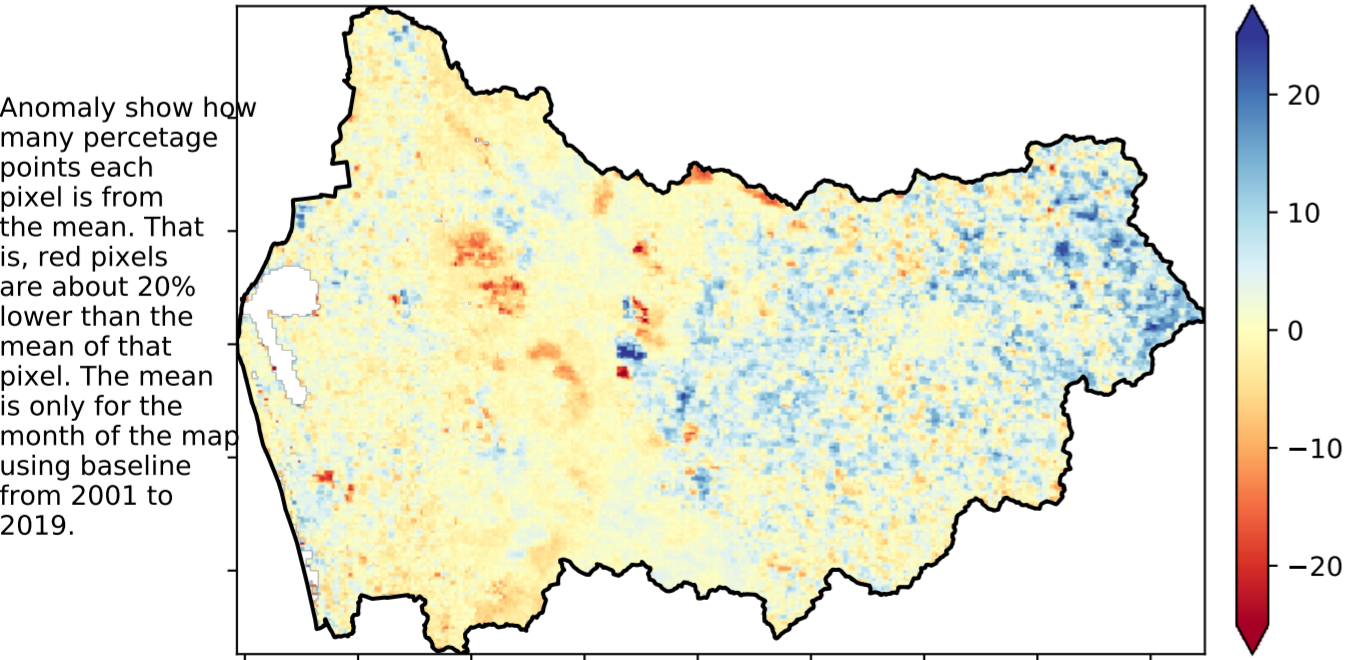 Anomaly show how
many percetage
points each
pixel is from
the mean. That
is, red pixels
are about 20%
lower than the
mean of that
pixel. The mean
is only for the
month of the map
using baseline
from 2001 to
2019.
20
10
0
−10
−20